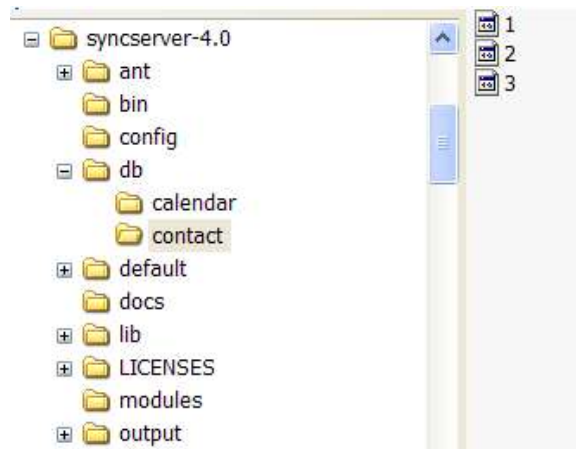 syncserver-4.0
ant
bin
config
db
calendar
contact
default
docs
lib
LICENSES
modules
output
1
2
3